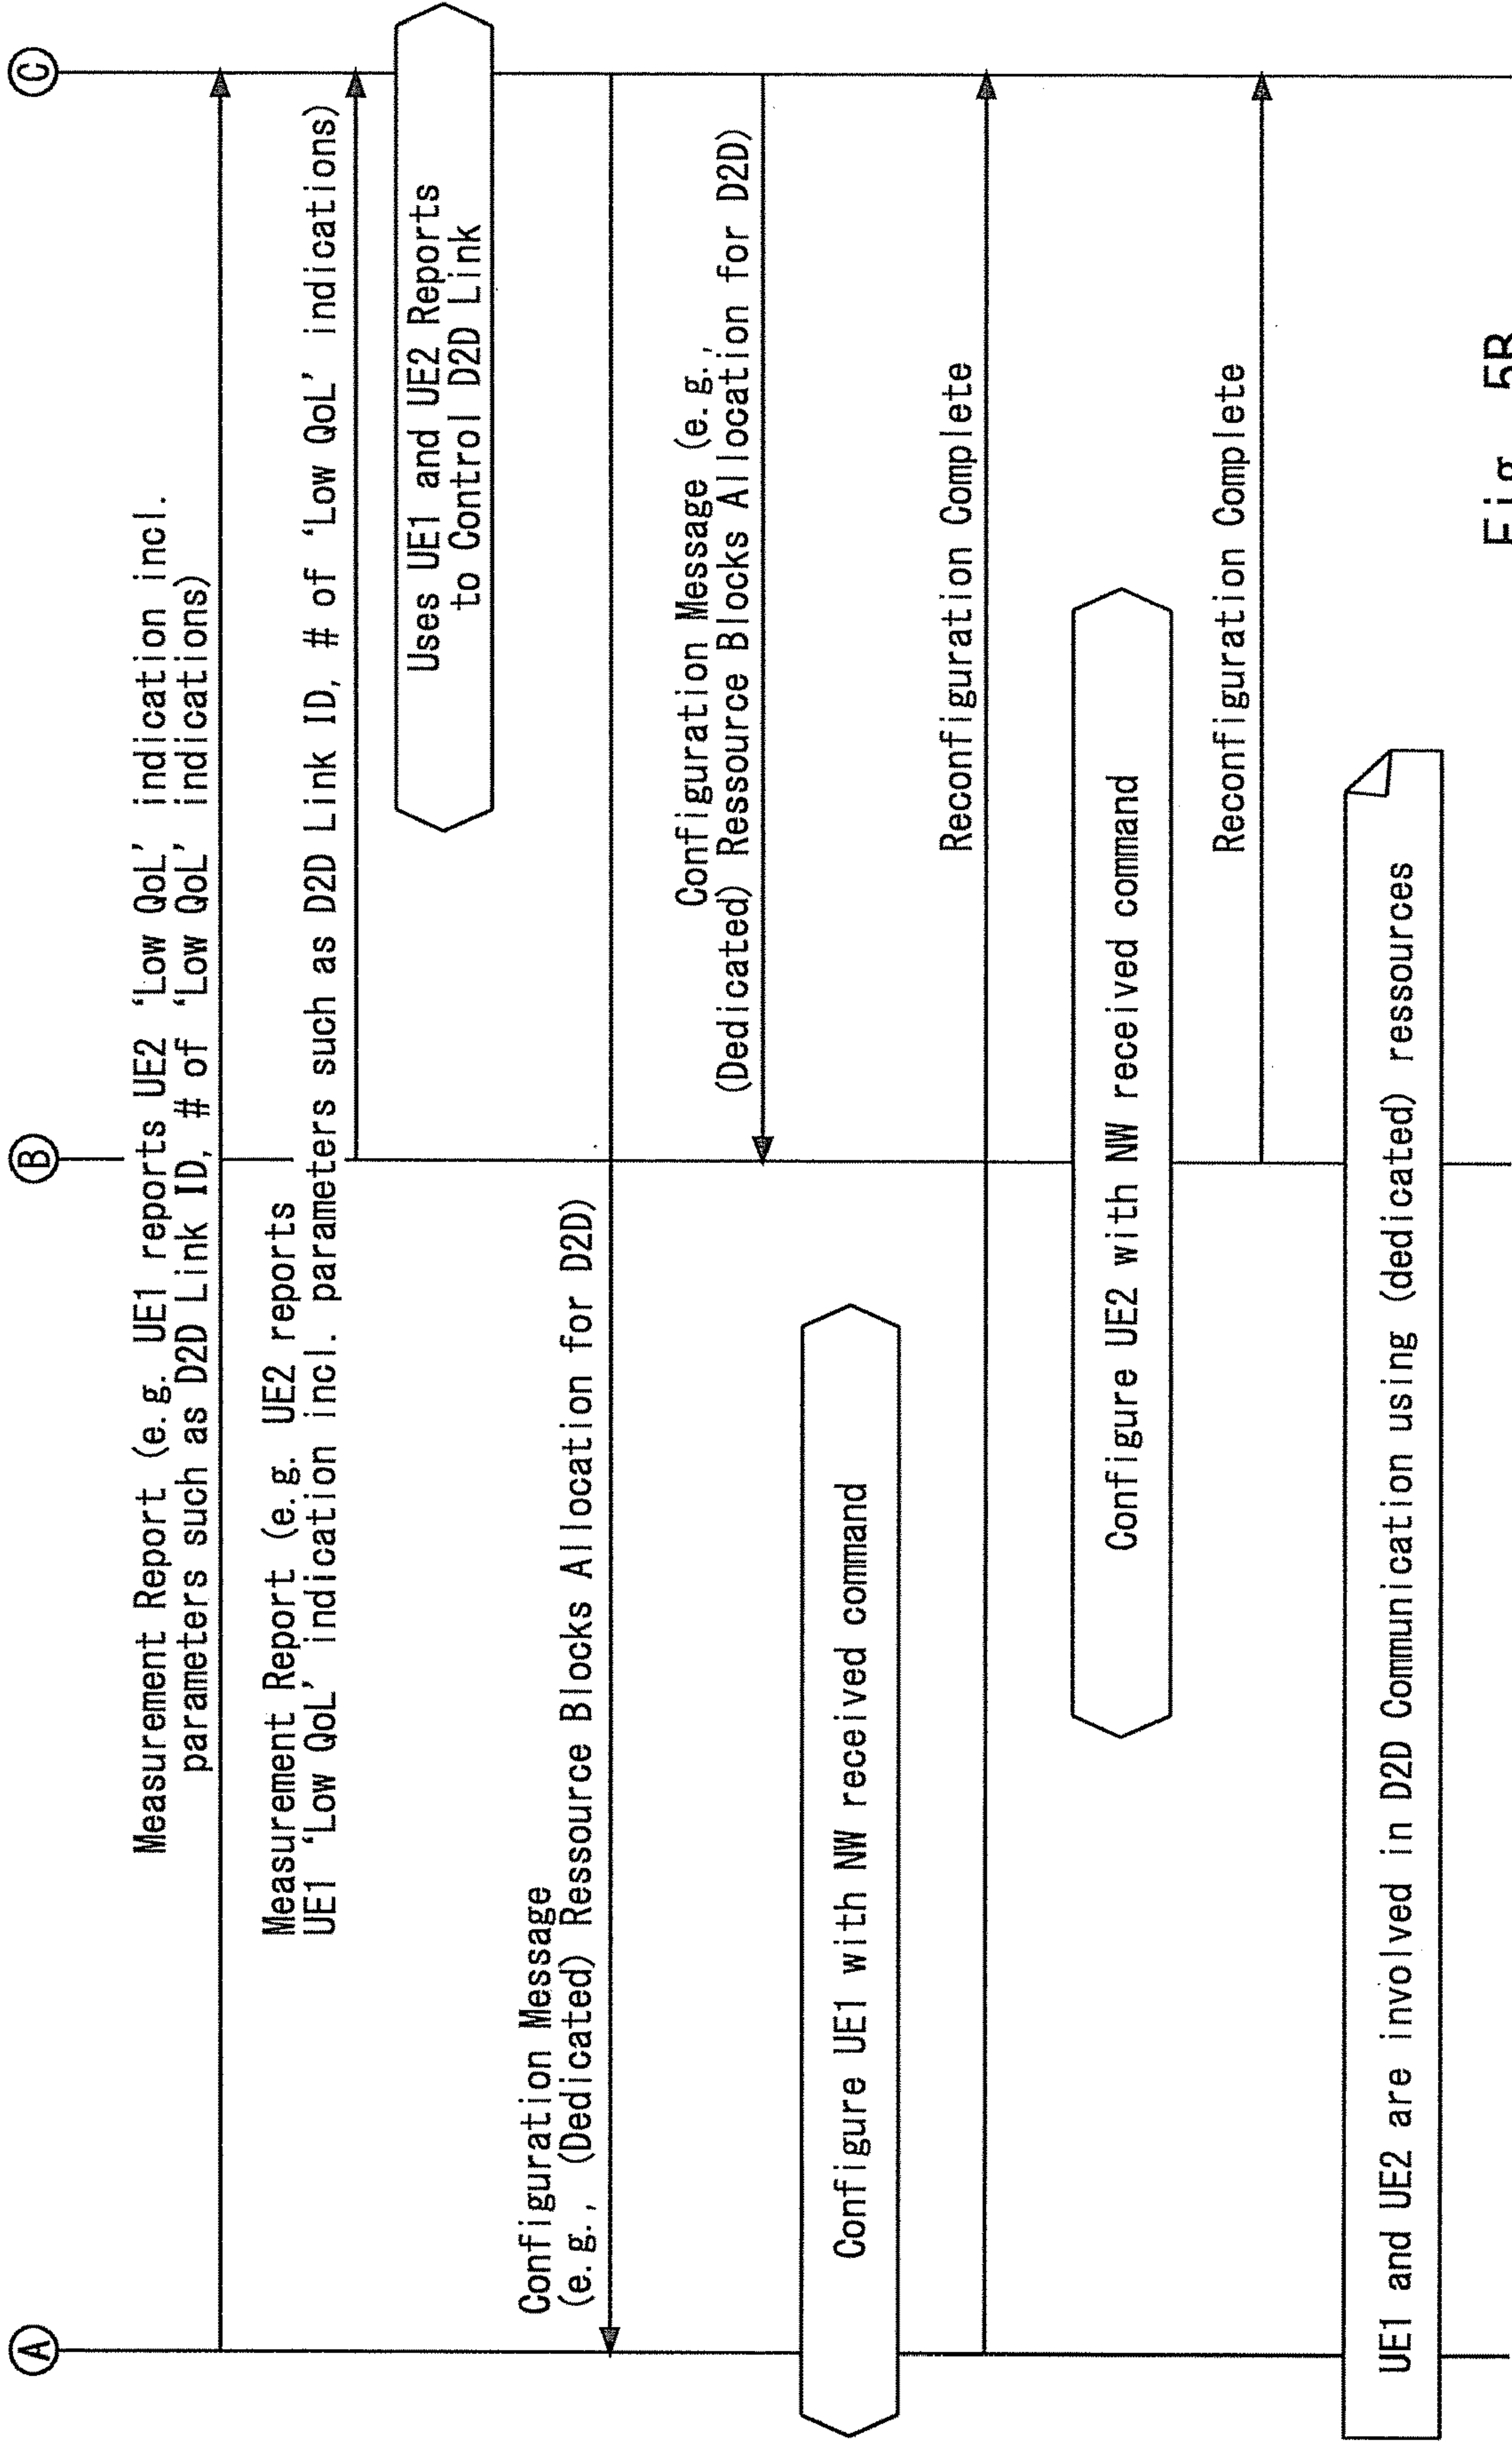 A
B
C
Measurement Report (e.g. UE1 reports UE2 ‘Low QoL’ indication incl.
parameters such as D2D Link ID, # of ‘Low QoL’ indications)
Measurement Report (e.g. UE2 reports
UE1 ‘Low QoL’ indication incl. parameters such as D2D Link ID, # of ‘Low QoL’ indications)
Uses UE1 and UE2 Reports
to Control D2D Link
Configuration Message
(e.g., (Dedicated) Ressource Blocks Allocation for D2D)
Configuration Message (e.g.,
(Dedicated) Ressource Blocks Allocation for D2D)
Configure UE1 with NW received command
Reconfiguration Complete
Configure UE2 with NW received command
Reconfiguration Complete
UE1 and UE2 are involved in D2D Communication using (dedicated) ressources
Fig. 5B